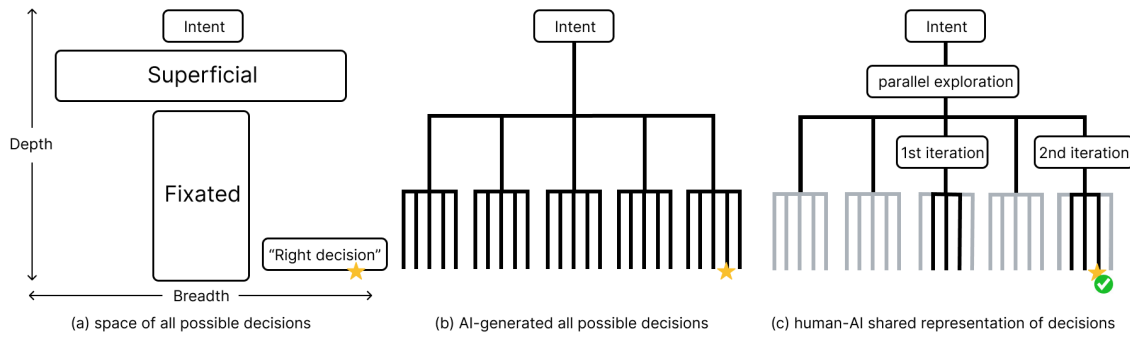 Intent
Superficial
Depth
Fixated
"Right decision"
Breadth
(a) space of all possible decisions
Intent
(b) AI-generated all possible decisions
Intent
parallel exploration
1st iteration
2nd iteration
(c) human-AI shared representation of decisions